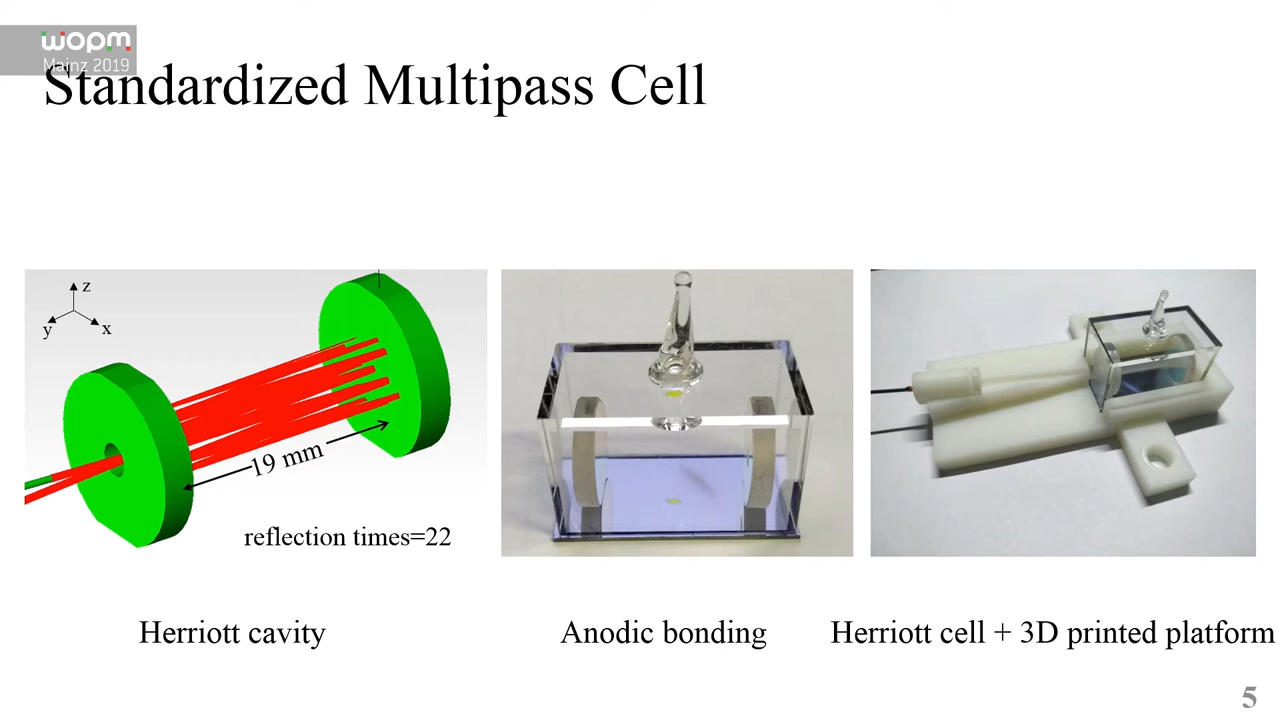 wopm
Mainz 2019
Standardized Multipass Cell
z
y
x
19 mm
reflection times=22
Herriott cavity
Anodic bonding
Herriott cell + 3D printed platform
5